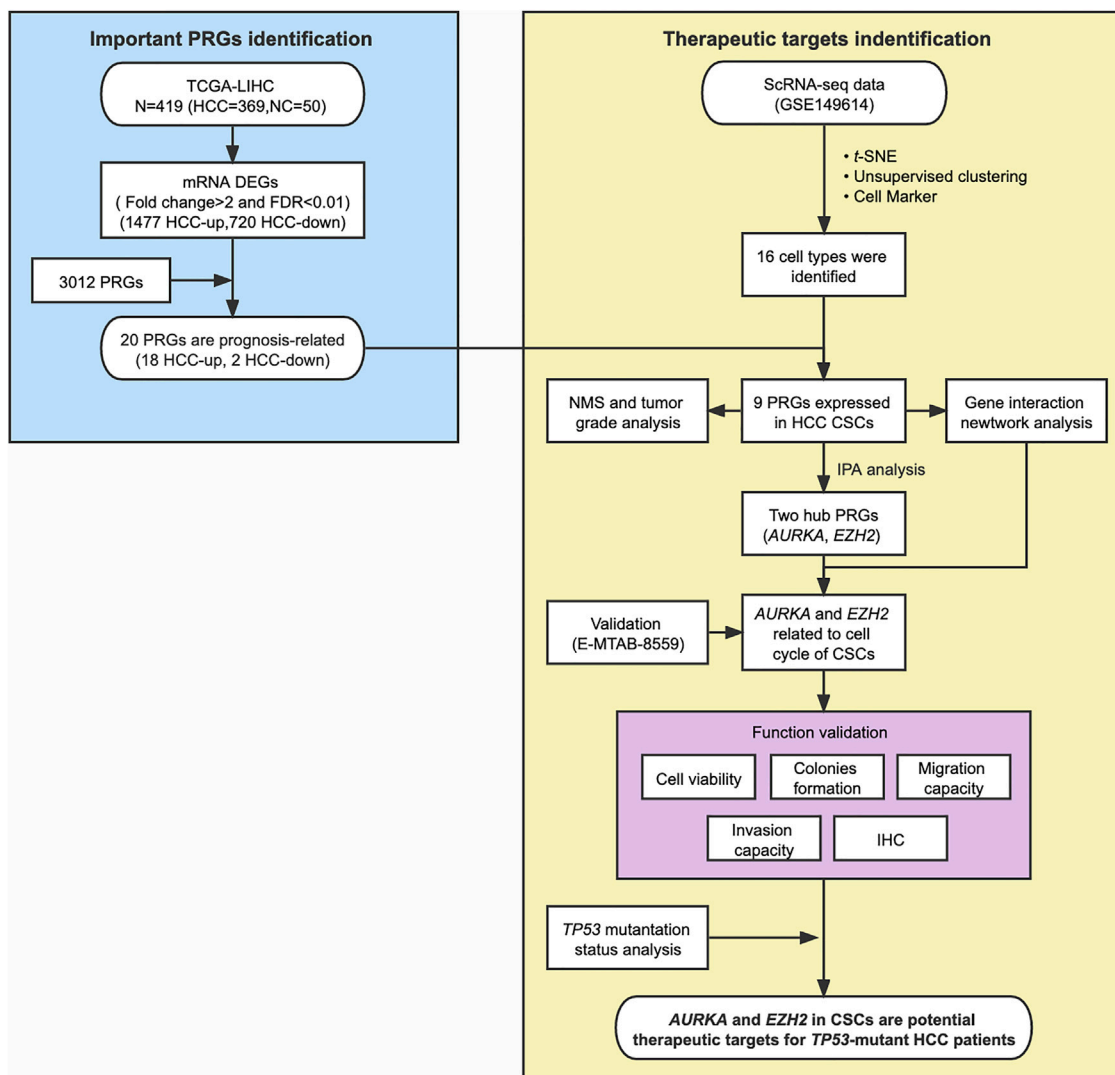 Important PRGs identification
TCGA-LIHC
N=419 (HCC=369,NC=50)
mRNA DEGs
( Fold change>2 and FDR<0.01)
(1477 HCC-up,720 HCC-down)
3012 PRGs
20 PRGs are prognosis-related
(18 HCC-up, 2 HCC-down)
Therapeutic targets indentification
ScRNA-seq data
(GSE149614)
• t-SNE
• Unsupervised clustering
• Cell Marker
16 cell types were
identified
NMS and tumor
grade analysis
9 PRGs expressed
in HCC CSCs
Gene interaction
newtwork analysis
IPA analysis
Two hub PRGs
(AURKA, EZH2)
Validation
(E-MTAB-8559)
AURKA and EZH2
related to cell
cycle of CSCs
Function validation
Cell viability
Colonies
formation
Migration
capacity
Invasion
capacity
IHC
TP53 mutantation
status analysis
AURKA and EZH2 in CSCs are potential
therapeutic targets for TP53-mutant HCC patients